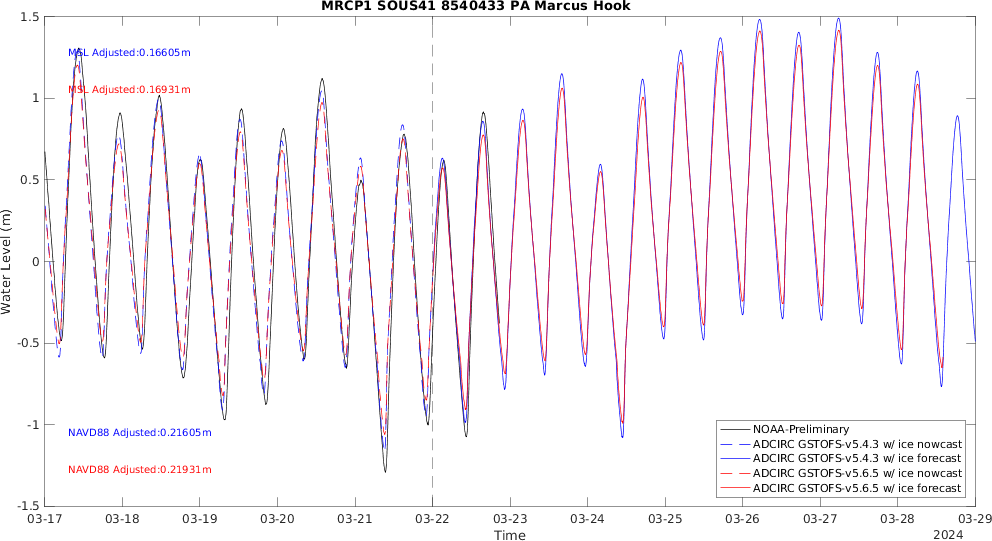 MRCP1 SOUS41 8540433 PA Marcus Hook
1.5
1
0.5
0
-0.5
-1
-1.5
Water Level (m)
MSL Adjusted:0.16605m
MSL Adjusted:0.16931m
NAVD88 Adjusted:0.21605m
NAVD88 Adjusted:0.21931m
NOAA-Preliminary
ADCIRC GSTOFS-v5.4.3 w/ ice nowcast
ADCIRC GSTOFS-v5.4.3 w/ ice forecast
ADCIRC GSTOFS-v5.6.5 w/ ice nowcast
ADCIRC GSTOFS-v5.6.5 w/ ice forecast
03-17 03-18 03-19 03-20 03-21 03-22 03-23 03-24 03-25 03-26 03-27 03-28 03-29
Time
2024